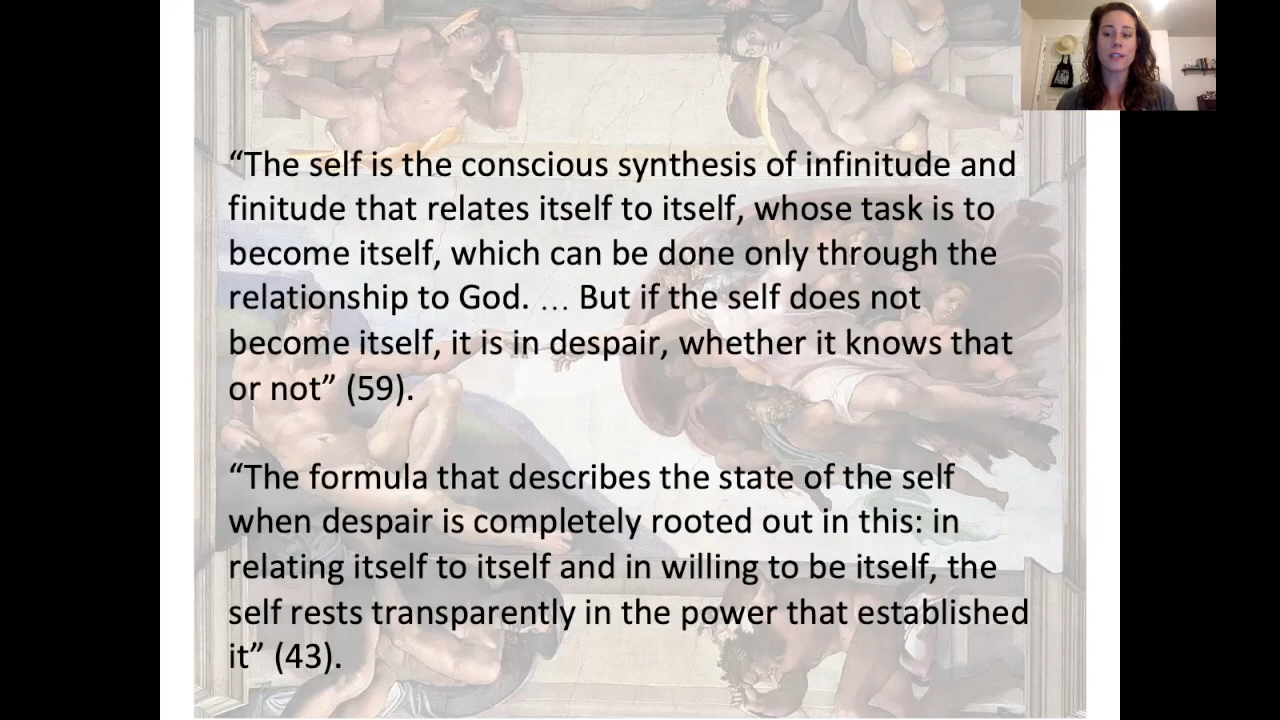 “The self is the conscious synthesis of infinitude and
finitude that relates itself to itself, whose task is to
become itself, which can be done only through the
relationship to God. … But if the self does not
become itself, it is in despair, whether it knows that
or not” (59).
“The formula that describes the state of the self
when despair is completely rooted out in this: in
relating itself to itself and in willing to be itself, the
self rests transparently in the power that established
it” (43).